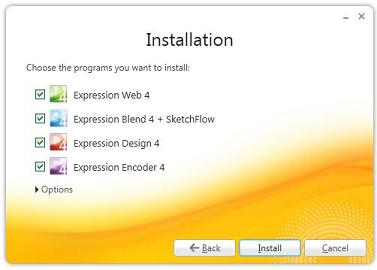 Installation
Choose the programs you want to install:
Expression Web 4
Expression Blend 4 + SketchFlow
Expression Design 4
Expression Encoder 4
Options
Back Install Cancel